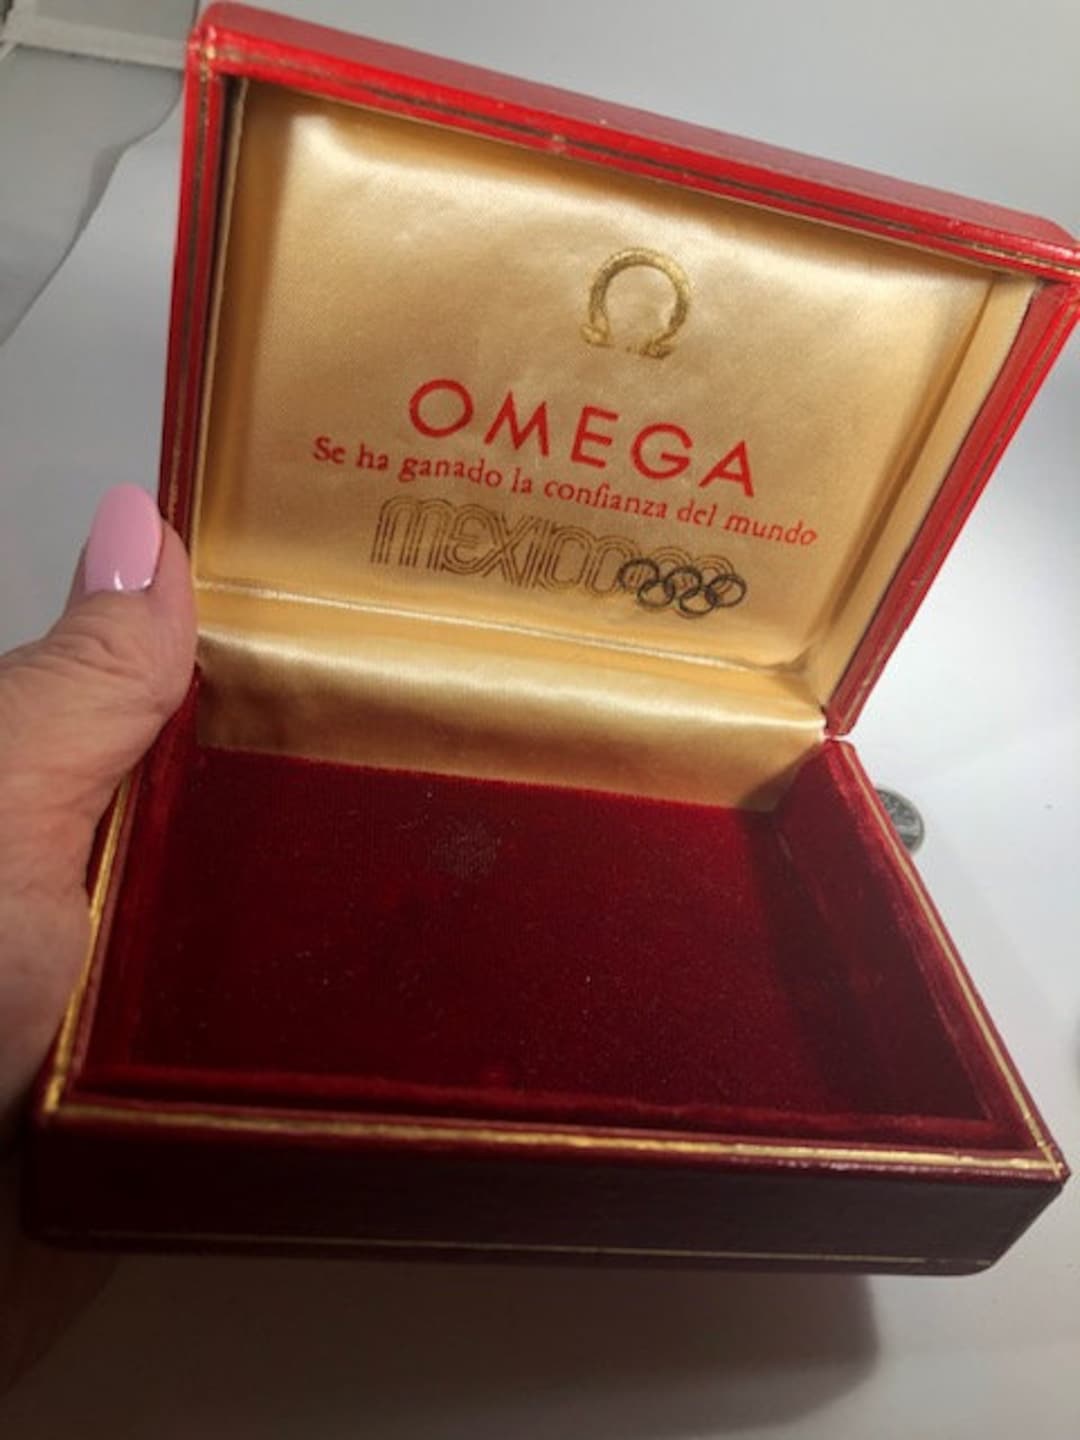 Ω
OMEGA
Se ha ganado la confianza del mundo
MEXICO68